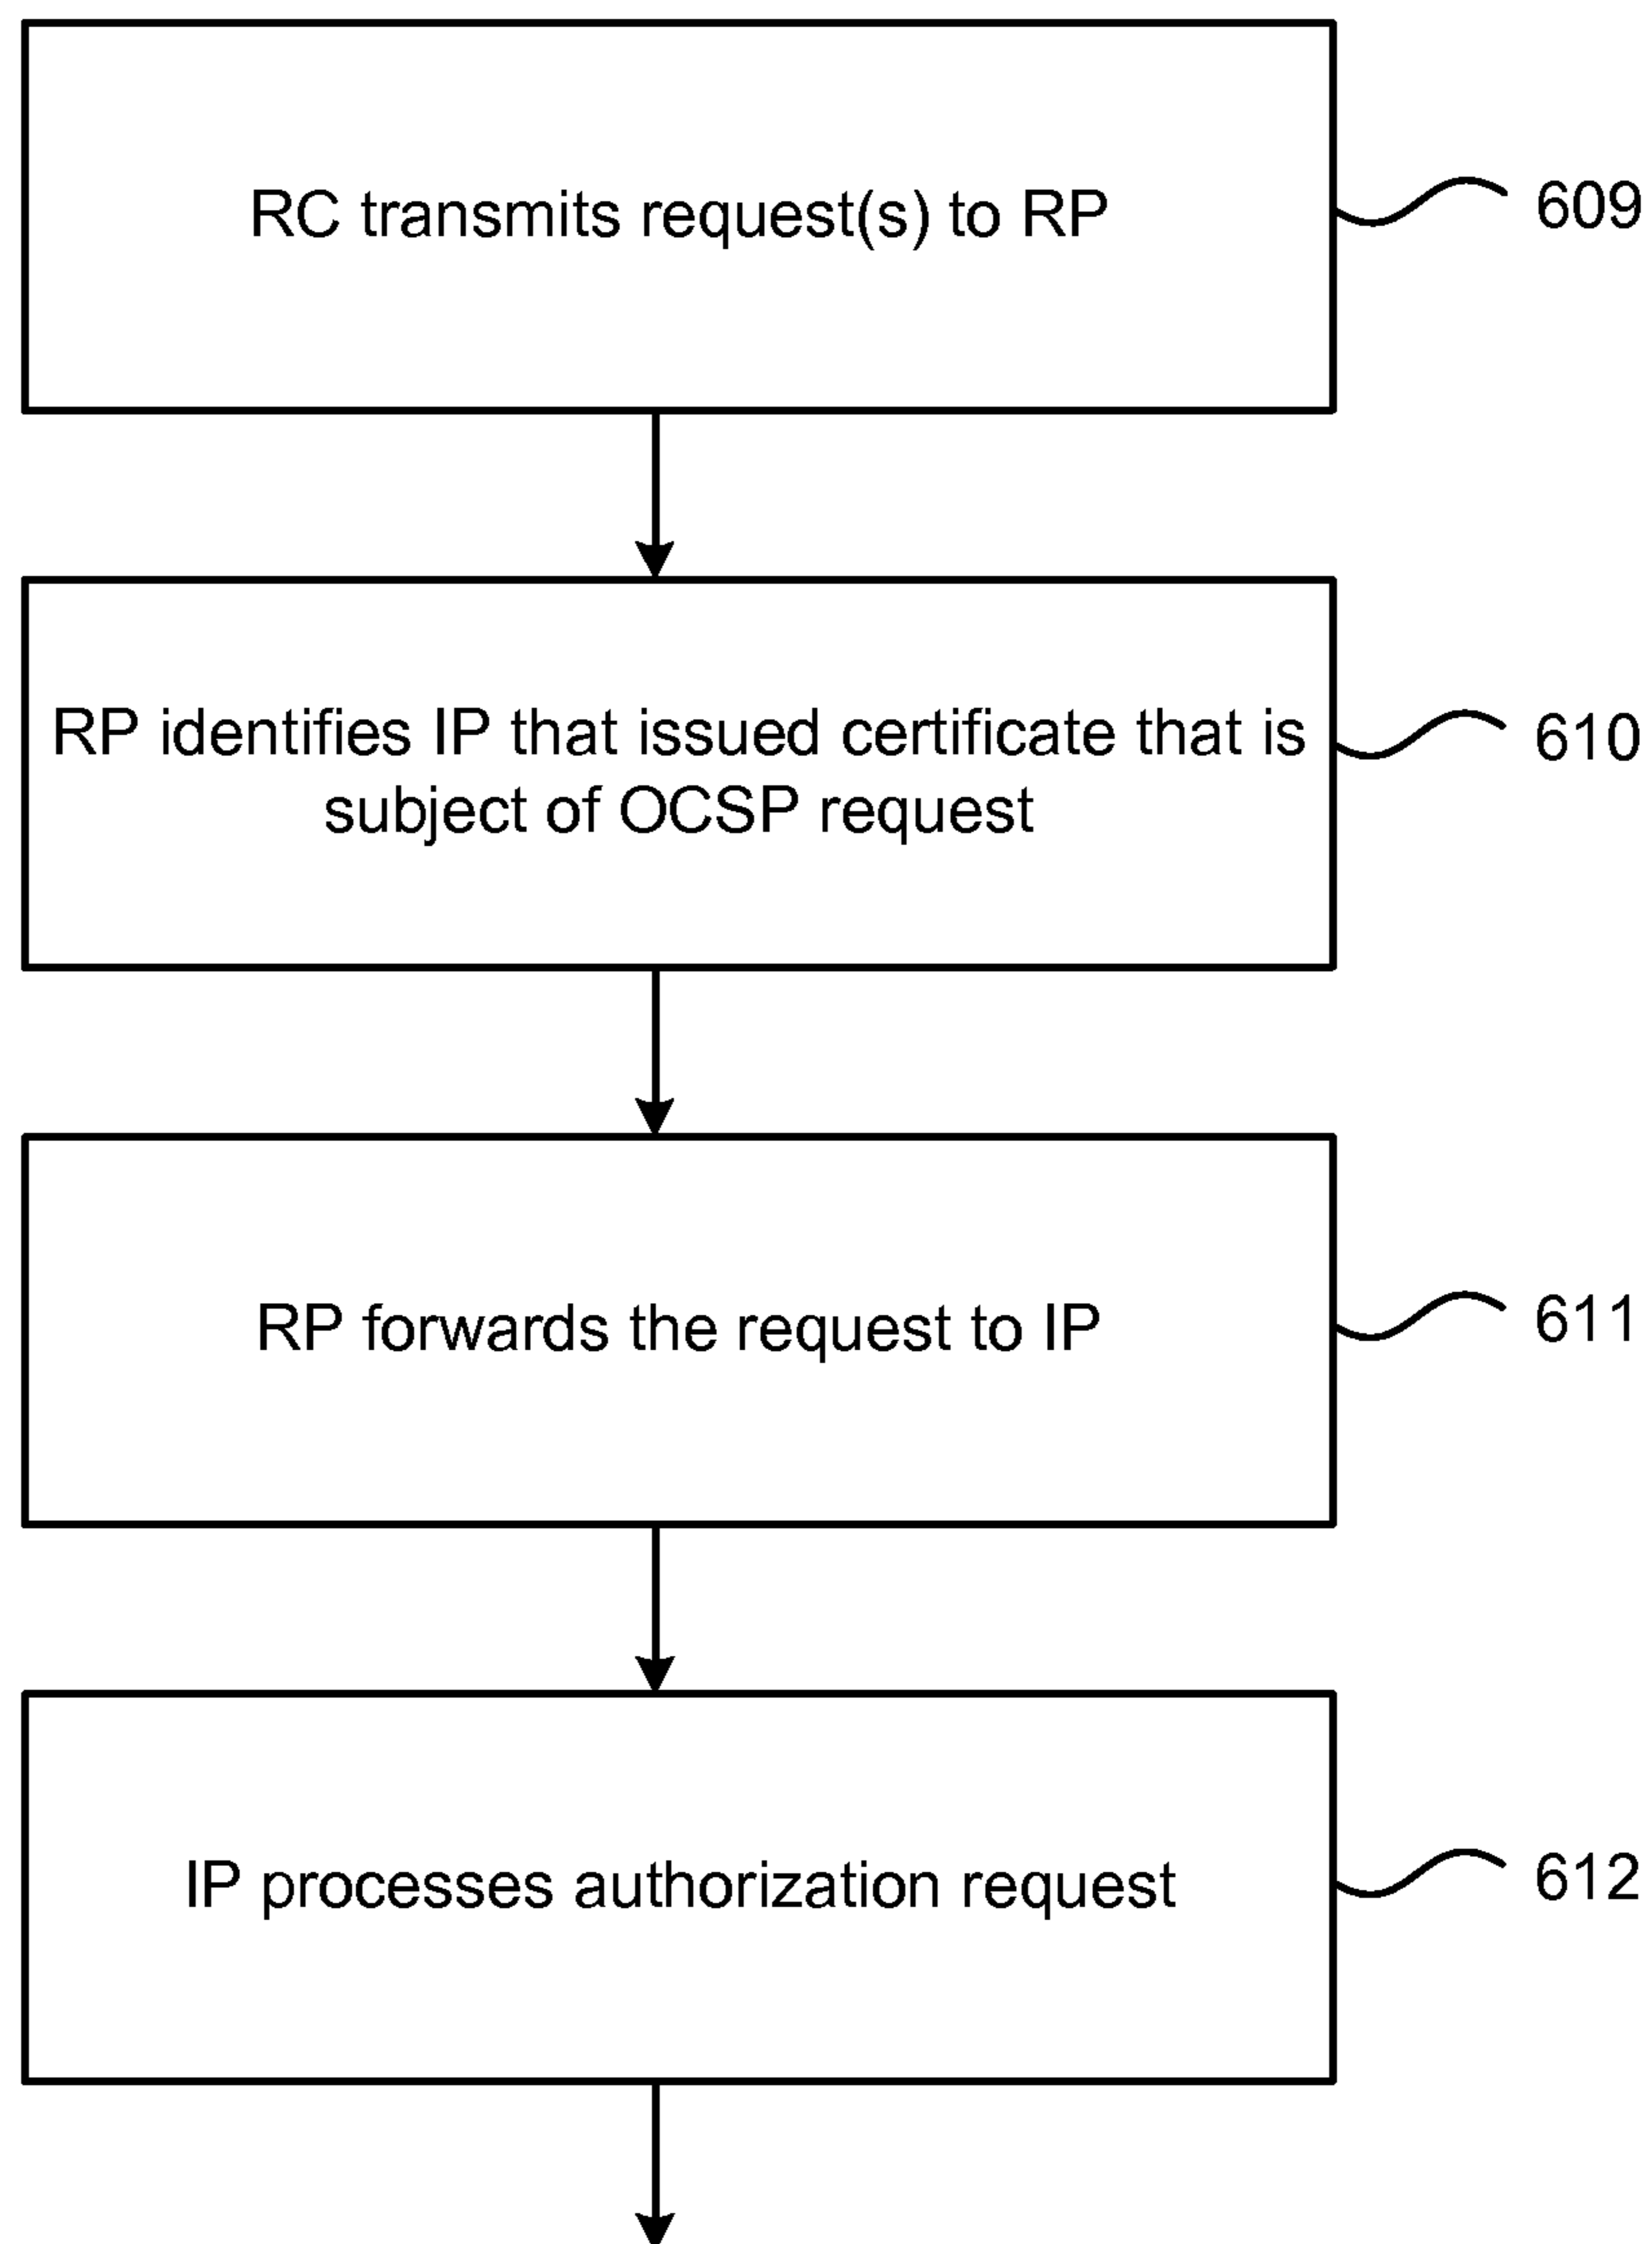 RC transmits request(s) to RP
609
RP identifies IP that issued certificate that is
subject of OCSP request
610
RP forwards the request to IP
611
IP processes authorization request
612